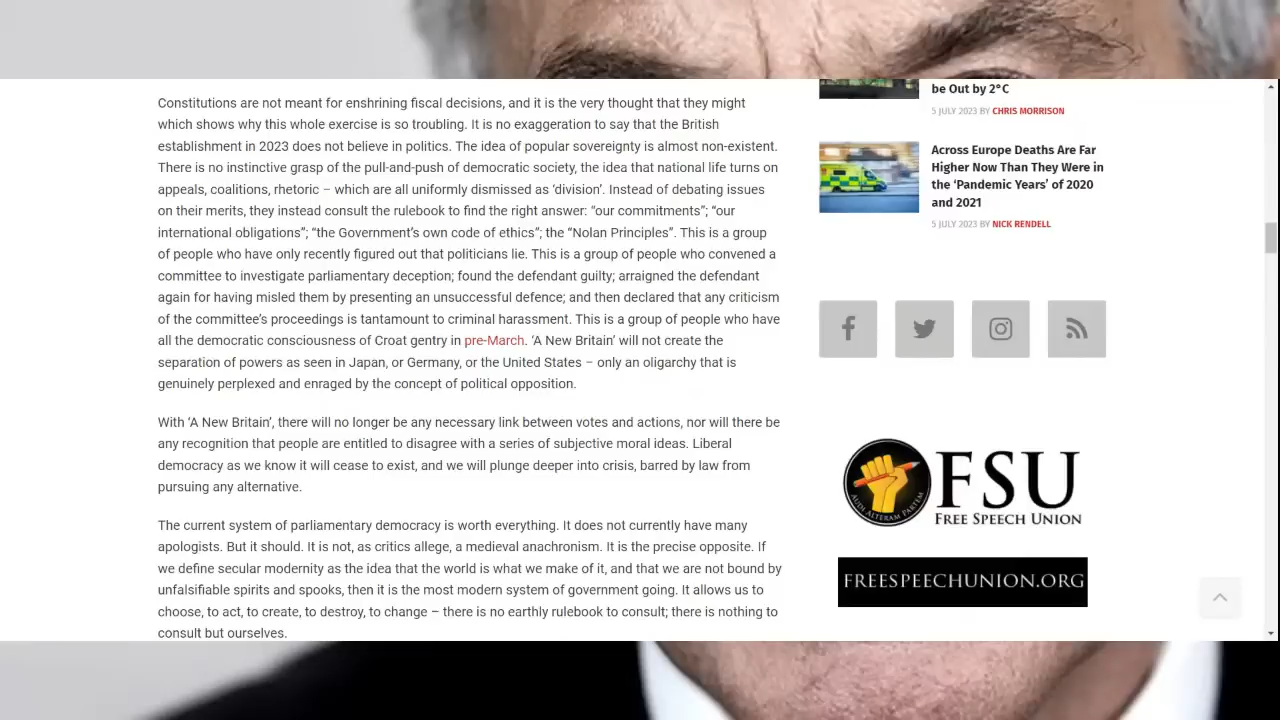 Constitutions are not meant for enshrining fiscal decisions, and it is the very thought that they might
which shows why this whole exercise is so troubling. It is no exaggeration to say that the British
establishment in 2023 does not believe in politics. The idea of popular sovereignty is almost non-existent.
There is no instinctive grasp of the pull-and-push of democratic society, the idea that national life turns on
appeals, coalitions, rhetoric – which are all uniformly dismissed as ‘division’. Instead of debating issues
on their merits, they instead consult the rulebook to find the right answer: “our commitments”; “our
international obligations”; “the Government’s own code of ethics”; the “Nolan Principles”. This is a group
of people who have only recently figured out that politicians lie. This is a group of people who convened a
committee to investigate parliamentary deception; found the defendant guilty; arraigned the defendant
again for having misled them by presenting an unsuccessful defence; and then declared that any criticism
of the committee’s proceedings is tantamount to criminal harassment. This is a group of people who have
all the democratic consciousness of Croat gentry in pre-March. ‘A New Britain’ will not create the
separation of powers as seen in Japan, or Germany, or the United States – only an oligarchy that is
genuinely perplexed and enraged by the concept of political opposition.
With ‘A New Britain’, there will no longer be any necessary link between votes and actions, nor will there be
any recognition that people are entitled to disagree with a series of subjective moral ideas. Liberal
democracy as we know it will cease to exist, and we will plunge deeper into crisis, barred by law from
pursuing any alternative.
The current system of parliamentary democracy is worth everything. It does not currently have many
apologists. But it should. It is not, as critics allege, a medieval anachronism. It is the precise opposite. If
we define secular modernity as the idea that the world is what we make of it, and that we are not bound by
unfalsifiable spirits and spooks, then it is the most modern system of government going. It allows us to
choose, to act, to create, to destroy, to change – there is no earthly rulebook to consult; there is nothing to
consult but ourselves.
be Out by 2°C
5 JULY 2023 BY CHRIS MORRISON
Across Europe Deaths Are Far
Higher Now Than They Were in
the ‘Pandemic Years’ of 2020
and 2021
5 JULY 2023 BY NICK RENDELL
AUDI ALTERAM PARTEM
FSU
FREE SPEECH UNION
FREESPEECHUNION.ORG